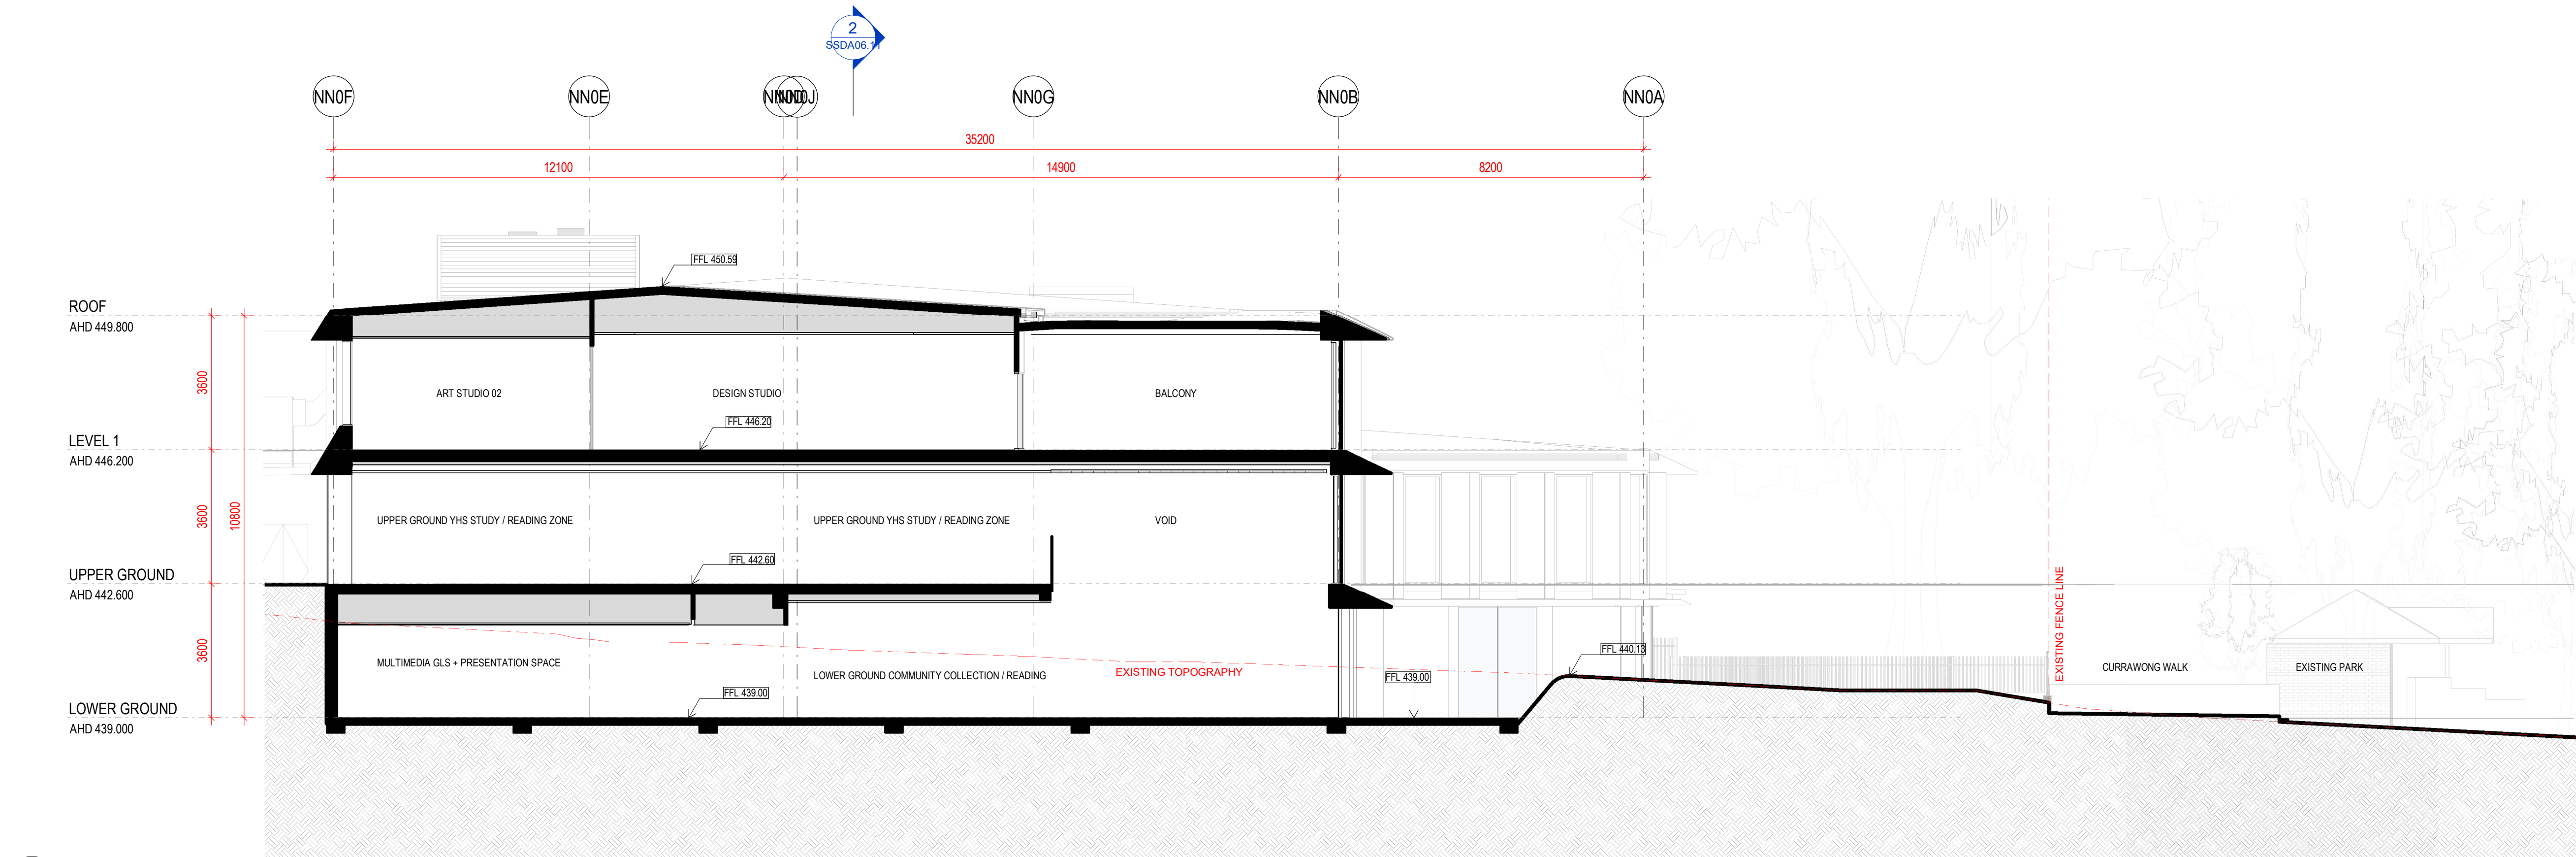 2
SSDA06.11
NN0F
NN0E
NN0D
NN0J
NN0G
NN0B
NN0A
35200
12100
14900
8200
FFL 450.59
ROOF
AHD 449.800
3600
ART STUDIO 02
DESIGN STUDIO
BALCONY
FFL 446.20
LEVEL 1
AHD 446.200
3600
10800
UPPER GROUND YHS STUDY / READING ZONE
UPPER GROUND YHS STUDY / READING ZONE
VOID
FFL 442.60
UPPER GROUND
AHD 442.600
3600
MULTIMEDIA GLS + PRESENTATION SPACE
LOWER GROUND COMMUNITY COLLECTION / READING
EXISTING TOPOGRAPHY
FFL 440.13
FFL 439.00
FFL 439.00
EXISTING FENCE LINE
CURRAWONG WALK
EXISTING PARK
LOWER GROUND
AHD 439.000